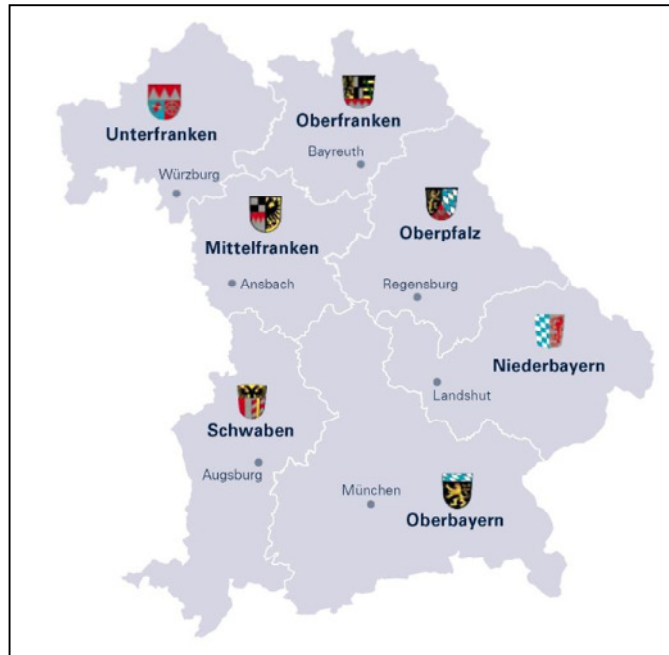 Unterfranken
Würzburg
Oberfranken
Bayreuth
Mittelfranken
Ansbach
Oberpfalz
Regensburg
Niederbayern
Landshut
Schwaben
Augsburg
München
Oberbayern